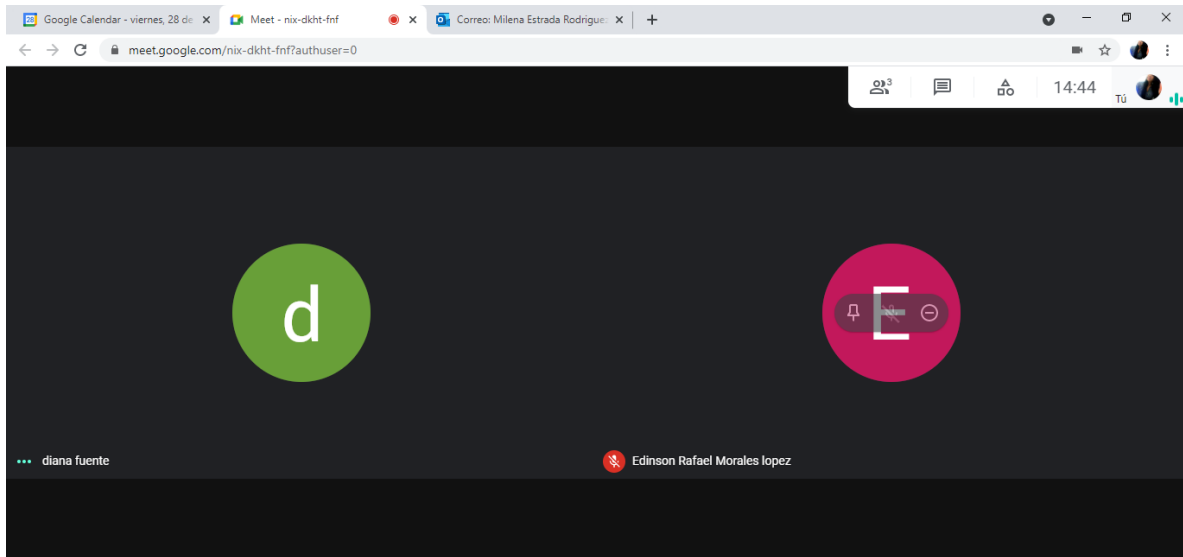 Google Calendar - viernes, 28 de
Meet - nix-dkht-fnf
Correo: Milena Estrada Rodrigue
meet.google.com/nix-dkht-fnf?authuser=0
3
14:44
Tú
d
E
diana fuente
Edinson Rafael Morales lopez